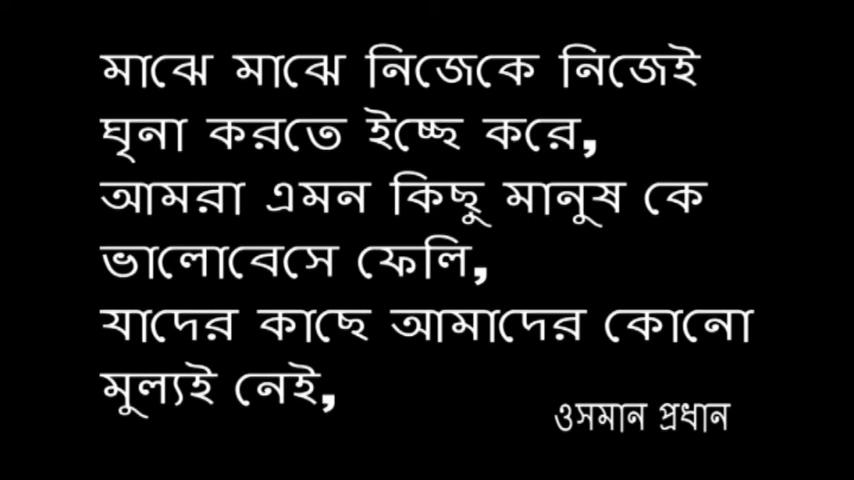 মাঝে মাঝে নিজেকে নিজেই
ঘৃনা করতে ইচ্ছে করে,
আমরা এমন কিছু মানুষ কে
ভালোবেসে ফেলি,
যাদের কাছে আমাদের কোনো
মুল্যই নেই,
ওসমান প্রধান